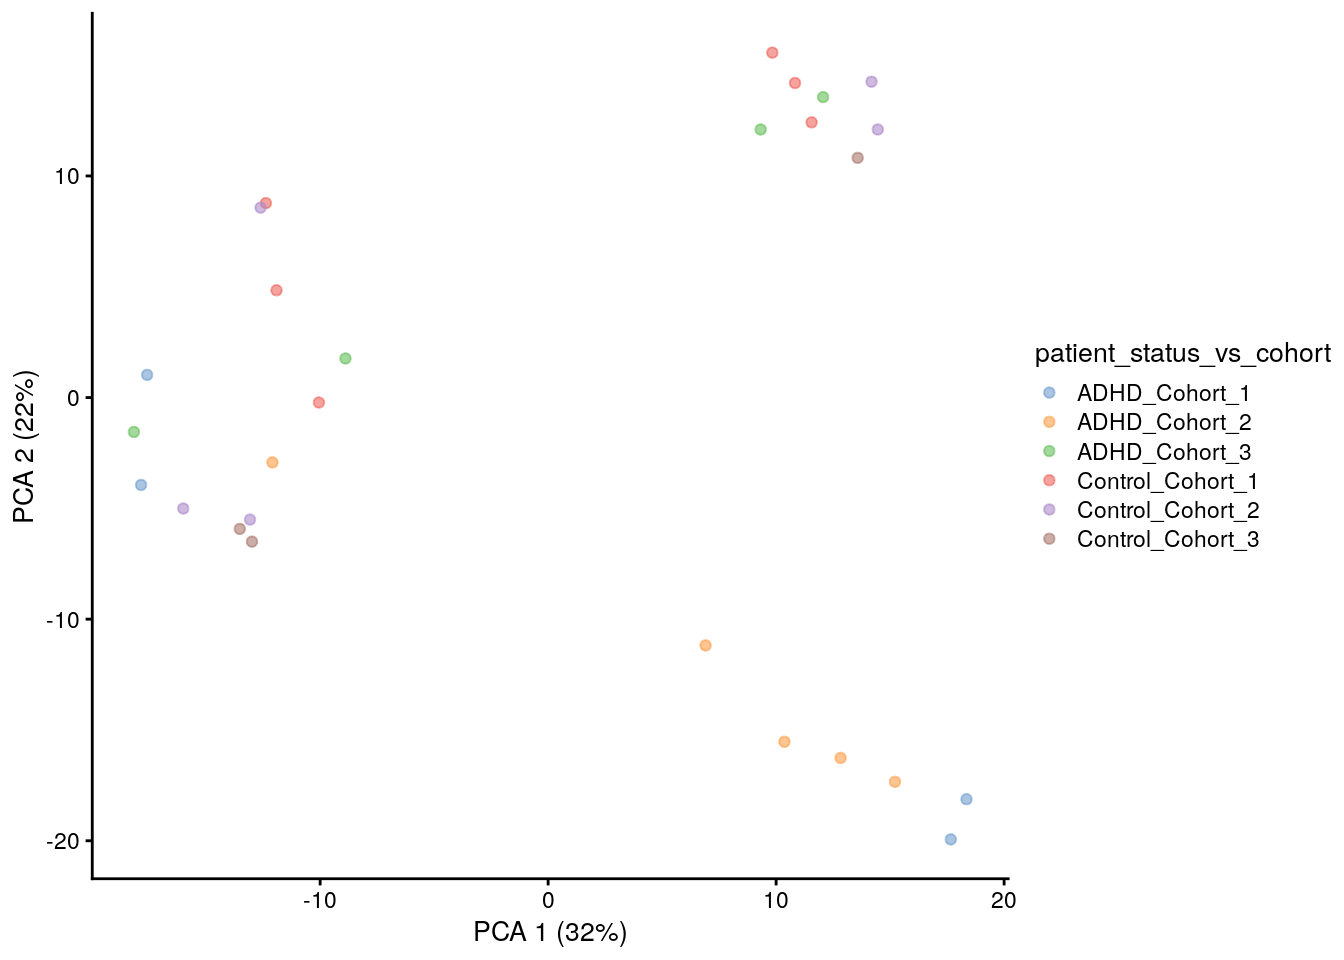 10
0
-10
-20
PCA 2 (22%)
-10
0
10
20
PCA 1 (32%)
patient_status_vs_cohort
ADHD_Cohort_1
ADHD_Cohort_2
ADHD_Cohort_3
Control_Cohort_1
Control_Cohort_2
Control_Cohort_3